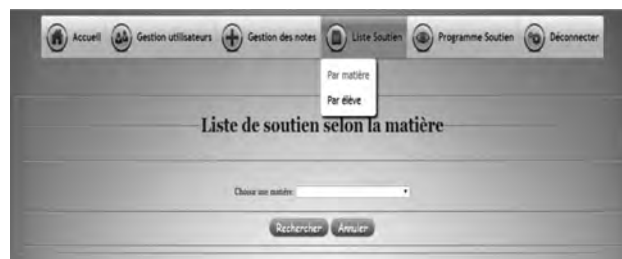 Accueil Gestion utilisateurs Gestion des notes Liste Soutien Programme Soutien Déconnecter
Par matière
Par élève
Liste de soutien selon la matière
Choisir une matière:
Rechercher Annuler